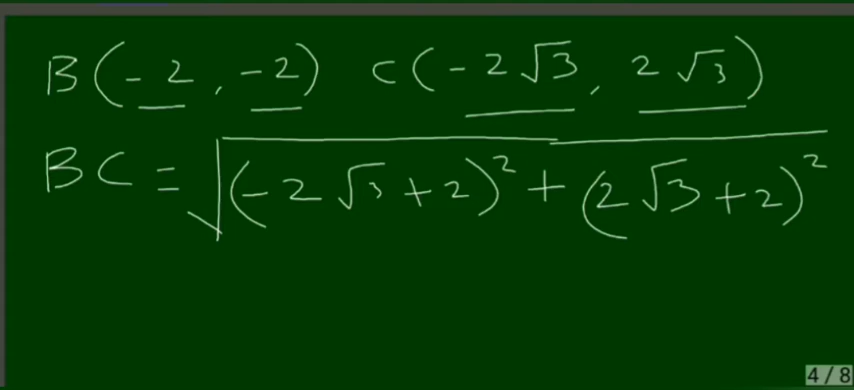 B(-2, -2) C(-2√3, 2√3)
BC = √((-2√3+2)²+(2√3+2)²)
4/8